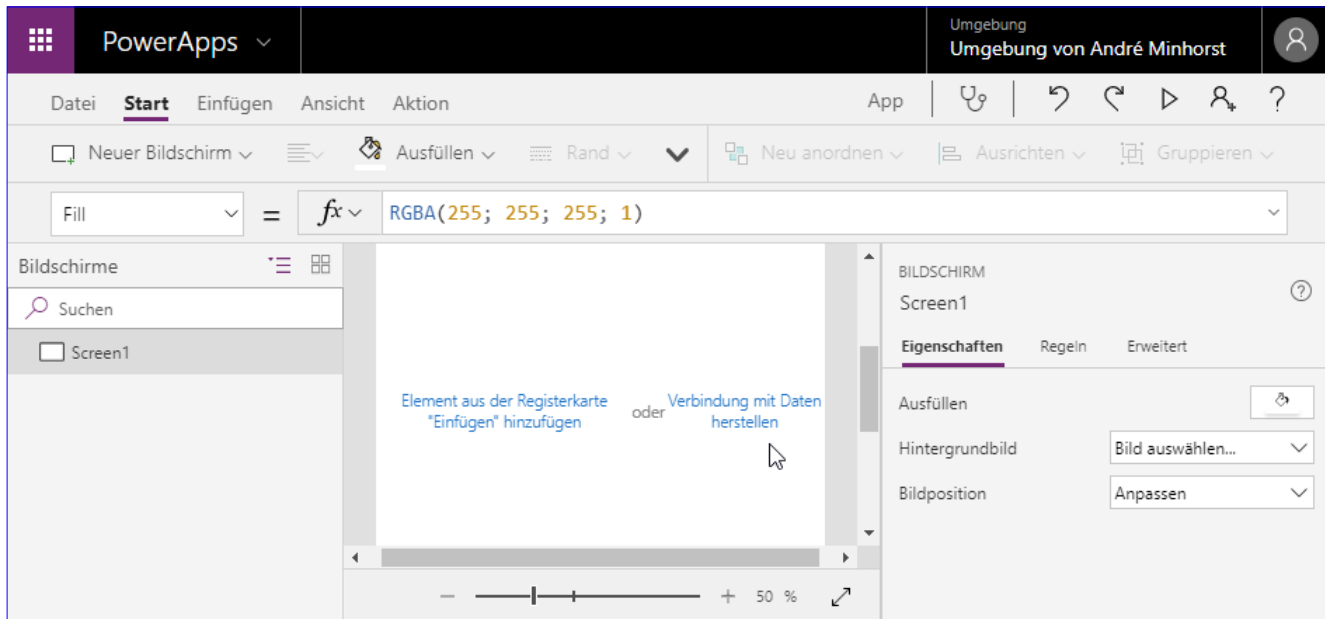 PowerApps
Umgebung
Umgebung von André Minhorst
Datei Start Einfügen Ansicht Aktion App ?
Neuer Bildschirm Ausfüllen Rand Neu anordnen Ausrichten Gruppieren
Fill = fx RGBA(255; 255; 255; 1)
Bildschirme
Suchen
Screen1
Element aus der Registerkarte
"Einfügen" hinzufügen
oder
Verbindung mit Daten
herstellen
50 %
BILDSCHIRM
Screen1
?
Eigenschaften Regeln Erweitert
Ausfüllen
Hintergrundbild Bild auswählen...
Bildposition Anpassen